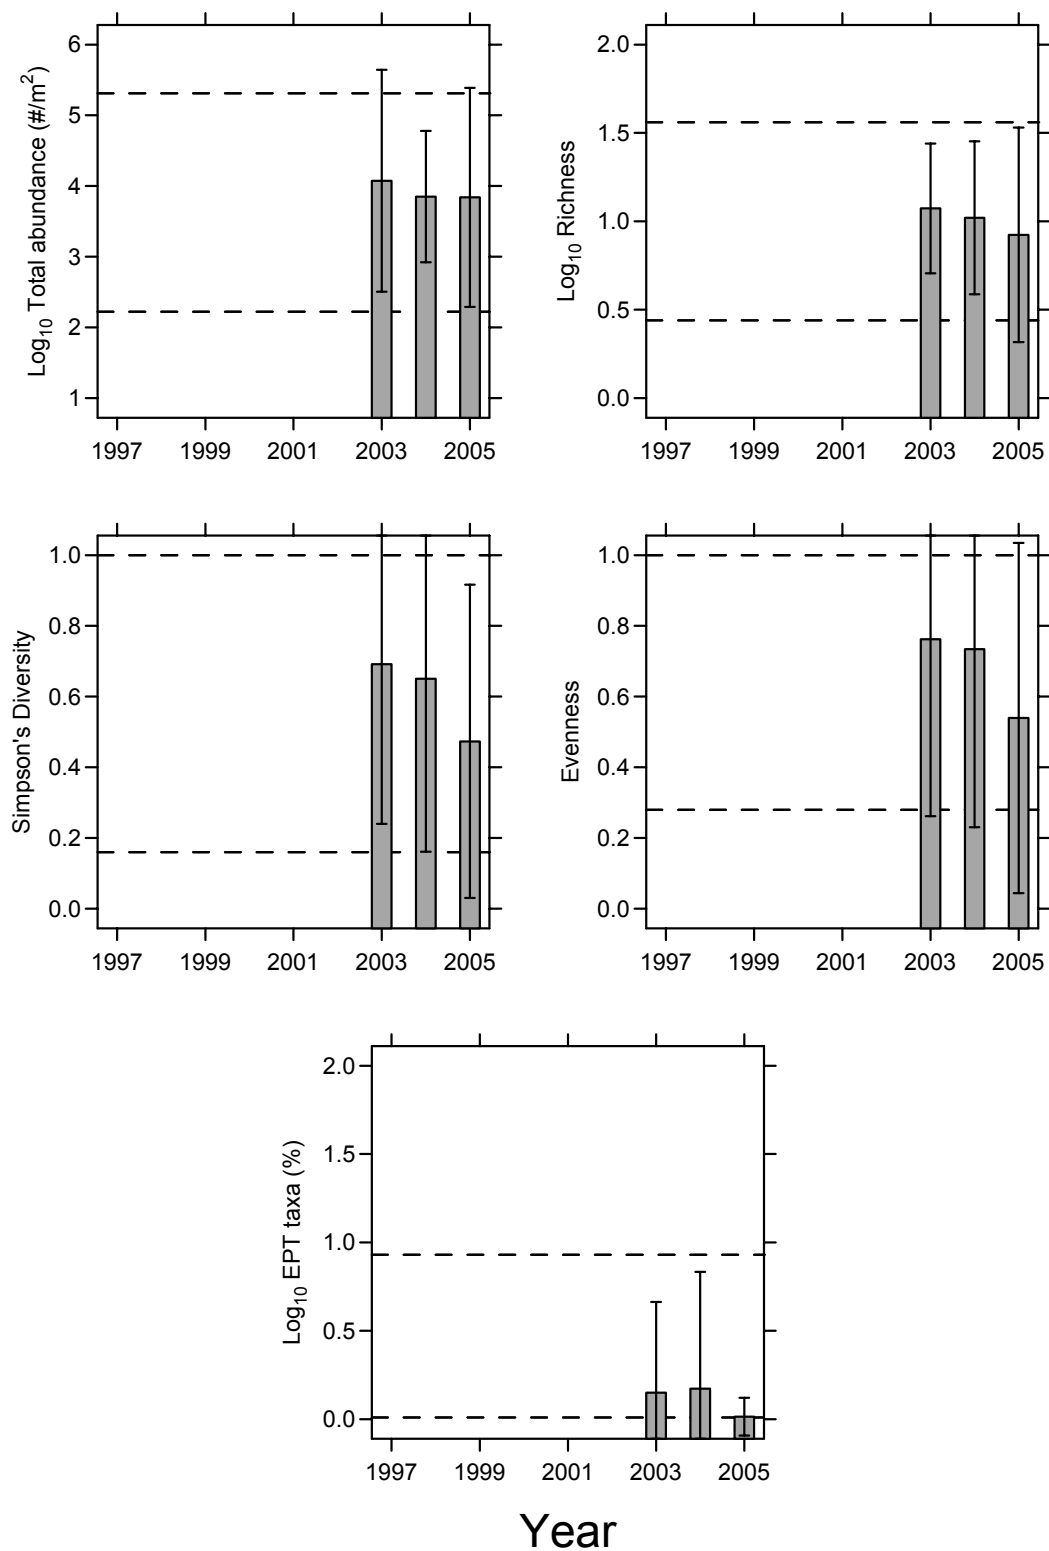 Log10 Total abundance (#/m2)
6
5
4
3
2
1
1997 1999 2001 2003 2005
Log10 Richness
2.0
1.5
1.0
0.5
0.0
1997 1999 2001 2003 2005
Simpson's Diversity
1.0
0.8
0.6
0.4
0.2
0.0
1997 1999 2001 2003 2005
Evenness
1.0
0.8
0.6
0.4
0.2
0.0
1997 1999 2001 2003 2005
Log10 EPT taxa (%)
2.0
1.5
1.0
0.5
0.0
1997 1999 2001 2003 2005
Year